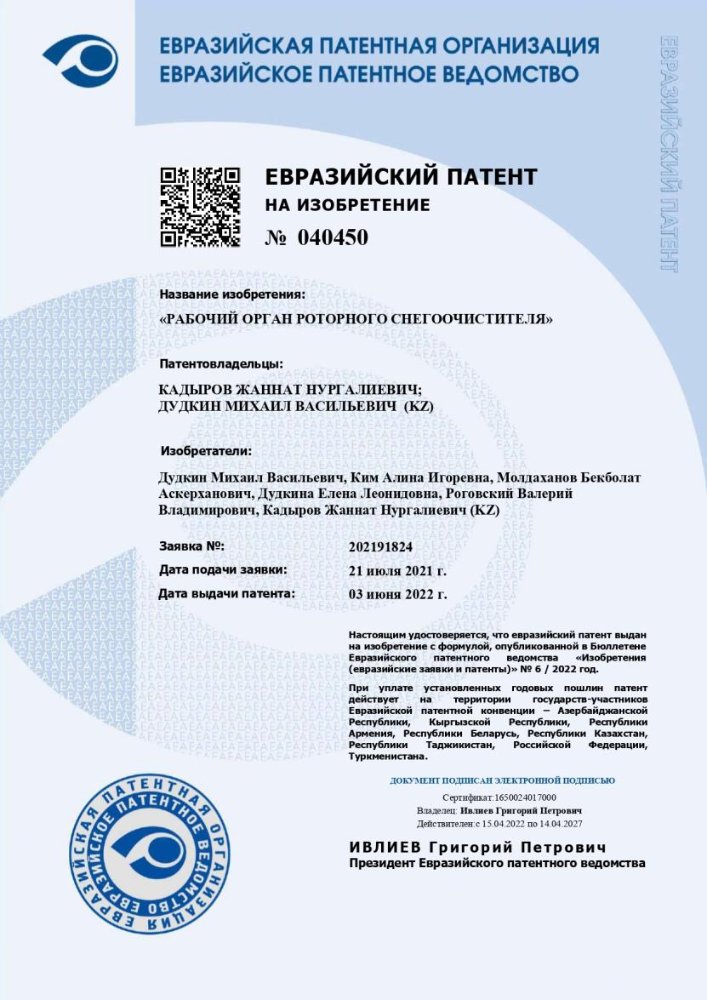 ЕВРАЗИЙСКАЯ ПАТЕНТНАЯ ОРГАНИЗАЦИЯ
ЕВРАЗИЙСКОЕ ПАТЕНТНОЕ ВЕДОМСТВО
ЕВРАЗИЙСКИЙ ПАТЕНТ
ЕВРАЗИЙСКИЙ ПАТЕНТ
НА ИЗОБРЕТЕНИЕ
№ 040450
Название изобретения:
«РАБОЧИЙ ОРГАН РОТОРНОГО СНЕГООЧИСТИТЕЛЯ»
Патентовладельцы:
КАДЫРОВ ЖАННАТ НУРГАЛИЕВИЧ;
ДУДКИН МИХАИЛ ВАСИЛЬЕВИЧ (KZ)
Изобретатели:
Дудкин Михаил Васильевич, Ким Алина Игоревна, Молдаханов Бекболат
Аскерханович, Дудкина Елена Леонидовна, Роговский Валерий
Владимирович, Кадыров Жаннат Нургалиевич (KZ)
Заявка №: 202191824
Дата подачи заявки: 21 июля 2021 г.
Дата выдачи патента: 03 июня 2022 г.
Настоящим удостоверяется, что евразийский патент выдан
на изобретение с формулой, опубликованной в Бюллетене
Евразийского патентного ведомства «Изобретения
(евразийские заявки и патенты)» № 6 / 2022 год.
При уплате установленных годовых пошлин патент
действует на территории государств-участников
Евразийской патентной конвенции – Азербайджанской
Республики, Кыргызской Республики, Республики
Армения, Республики Беларусь, Республики Казахстан,
Республики Таджикистан, Российской Федерации,
Туркменистана.
ДОКУМЕНТ ПОДПИСАН ЭЛЕКТРОННОЙ ПОДПИСЬЮ
Сертификат:1650024017000
Владелец: Ивлиев Григорий Петрович
Действителен:с 15.04.2022 по 14.04.2027
ИВЛИЕВ Григорий Петрович
Президент Евразийского патентного ведомства
ЕВРАЗИЙСКАЯ ПАТЕНТНАЯ ОРГАНИЗАЦИЯ
ЕВРАЗИЙСКОЕ ПАТЕНТНОЕ ВЕДОМСТВО